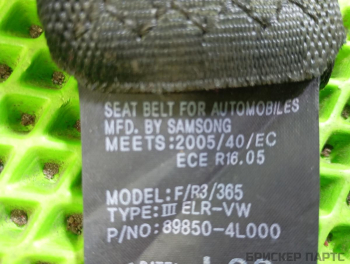 SEAT BELT FOR AUTOMOBILES
MFD. BY SAMSONG
MEETS:2005/40/EC
ECE R16.05
MODEL:F/R3/365
TYPE:III ELR-VW
P/NO:89850-4L000
БРИСКЕР ПАРТС